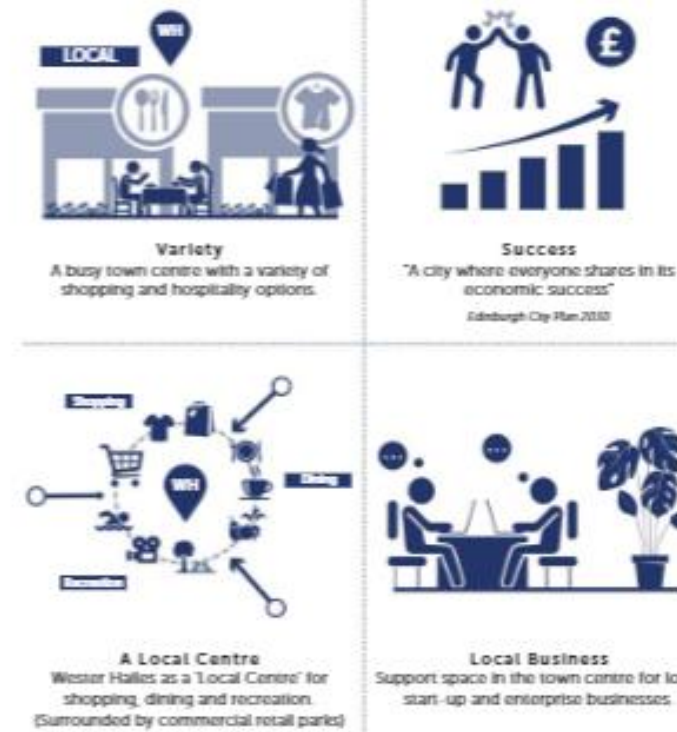 WH
LOCAL
£
Variety
A busy town centre with a variety of
shopping and hospitality options.
Success
"A city where everyone shares in its
economic success"
Edinburgh City Plan 2030
Shopping
WH
Dining
Recreation
A Local Centre
Wester Hailes as a 'Local Centre' for
shopping, dining and recreation.
(Surrounded by commercial retail parks)
Local Business
Support space in the town centre for
start-up and enterprise businesses.